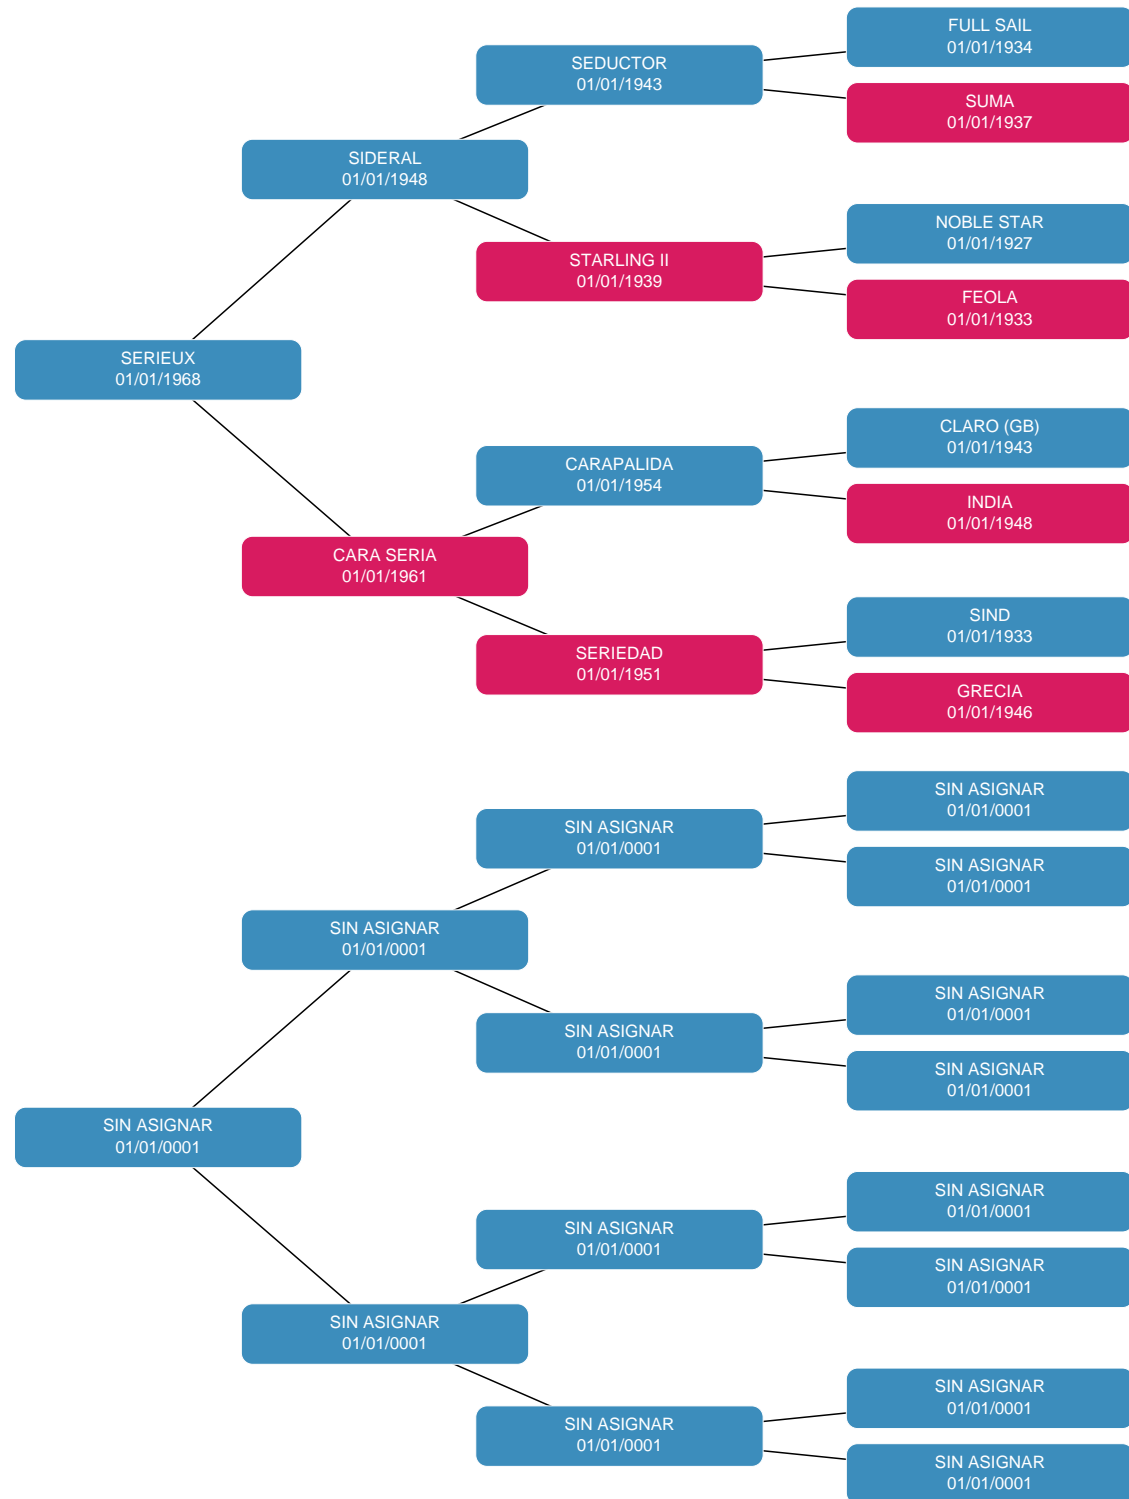 FULL SAIL
01/01/1934
SEDUCTOR
01/01/1943
SUMA
01/01/1937
SIDERAL
01/01/1948
NOBLE STAR
01/01/1927
STARLING II
01/01/1939
FEOLA
01/01/1933
SERIEUX
01/01/1968
CLARO (GB)
01/01/1943
CARAPALIDA
01/01/1954
INDIA
01/01/1948
CARA SERIA
01/01/1961
SIND
01/01/1933
SERIEDAD
01/01/1951
GRECIA
01/01/1946
SIN ASIGNAR
01/01/0001
SIN ASIGNAR
01/01/0001
SIN ASIGNAR
01/01/0001
SIN ASIGNAR
01/01/0001
SIN ASIGNAR
01/01/0001
SIN ASIGNAR
01/01/0001
SIN ASIGNAR
01/01/0001
SIN ASIGNAR
01/01/0001
SIN ASIGNAR
01/01/0001
SIN ASIGNAR
01/01/0001
SIN ASIGNAR
01/01/0001
SIN ASIGNAR
01/01/0001
SIN ASIGNAR
01/01/0001
SIN ASIGNAR
01/01/0001
SIN ASIGNAR
01/01/0001